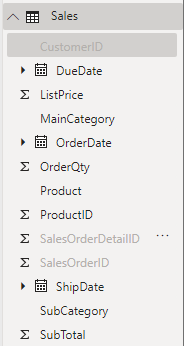 Sales
CustomerID
DueDate
ListPrice
MainCategory
OrderDate
OrderQty
Product
ProductID
SalesOrderDetailID
SalesOrderID
ShipDate
SubCategory
SubTotal